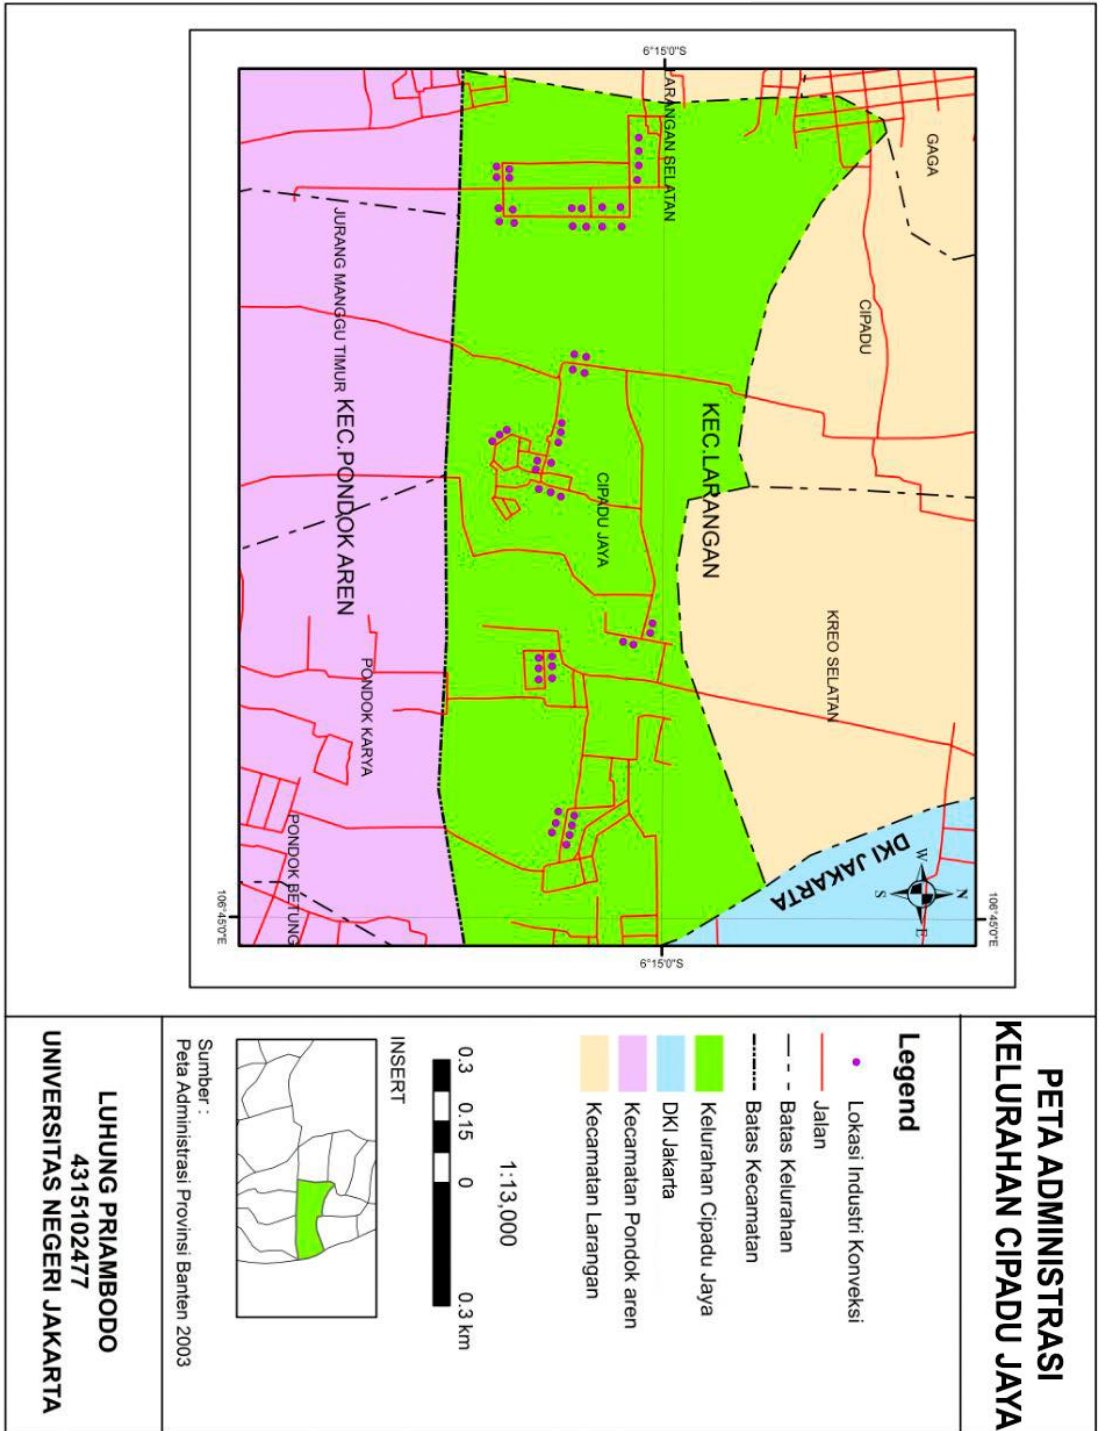 PETA ADMINISTRASI
KELURAHAN CIPADU JAYA
Legend
Lokasi Industri Konveksi
Jalan
Batas Kelurahan
Batas Kecamatan
Kelurahan Cipadu Jaya
DKI Jakarta
Kecamatan Pondok aren
Kecamatan Larangan
1:13,000
0.3 0.15 0 0.3 km
INSERT
Sumber :
Peta Administrasi Provinsi Banten 2003
LUHUNG PRIAMBODO
4315102477
UNIVERSITAS NEGERI JAKARTA
106°45'0"E
N
W
E
S
GAGA
CIPADU
KREO SELATAN
DKI JAKARTA
KEC.LARANGAN
6°15'0"S
LARANGAN SELATAN
6°15'0"S
CIPADU JAYA
JURANG MANGGU TIMUR
KEC.PONDOK AREN
PONDOK KARYA
PONDOK BETUNG
106°45'0"E